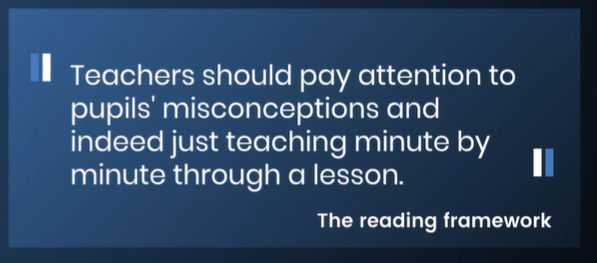 Teachers should pay attention to
pupils' misconceptions and
indeed just teaching minute by
minute through a lesson.
The reading framework